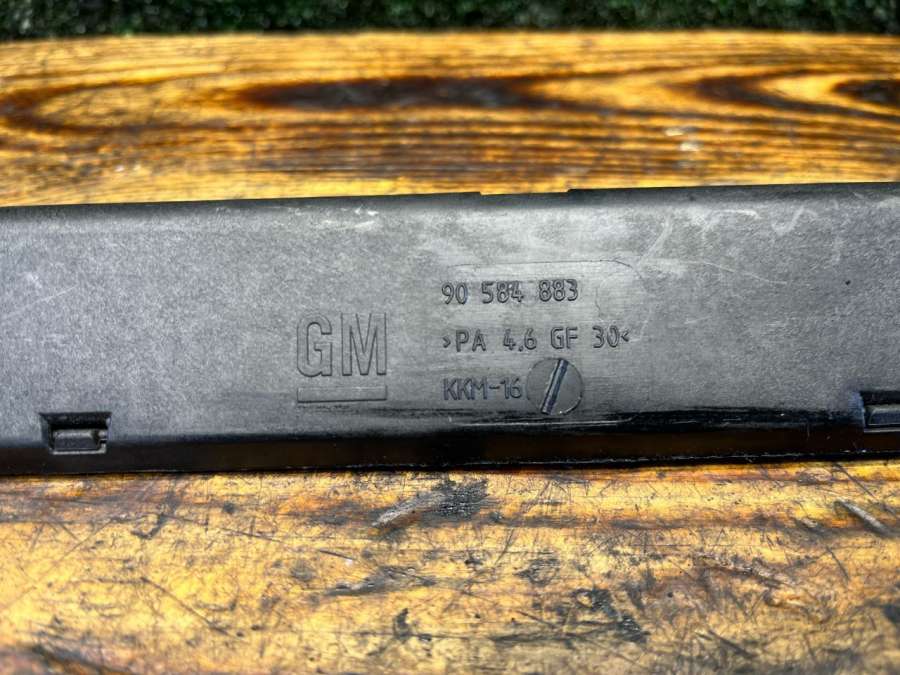 90 584 883
GM
>PA 4.6 GF 30<
KKM-16